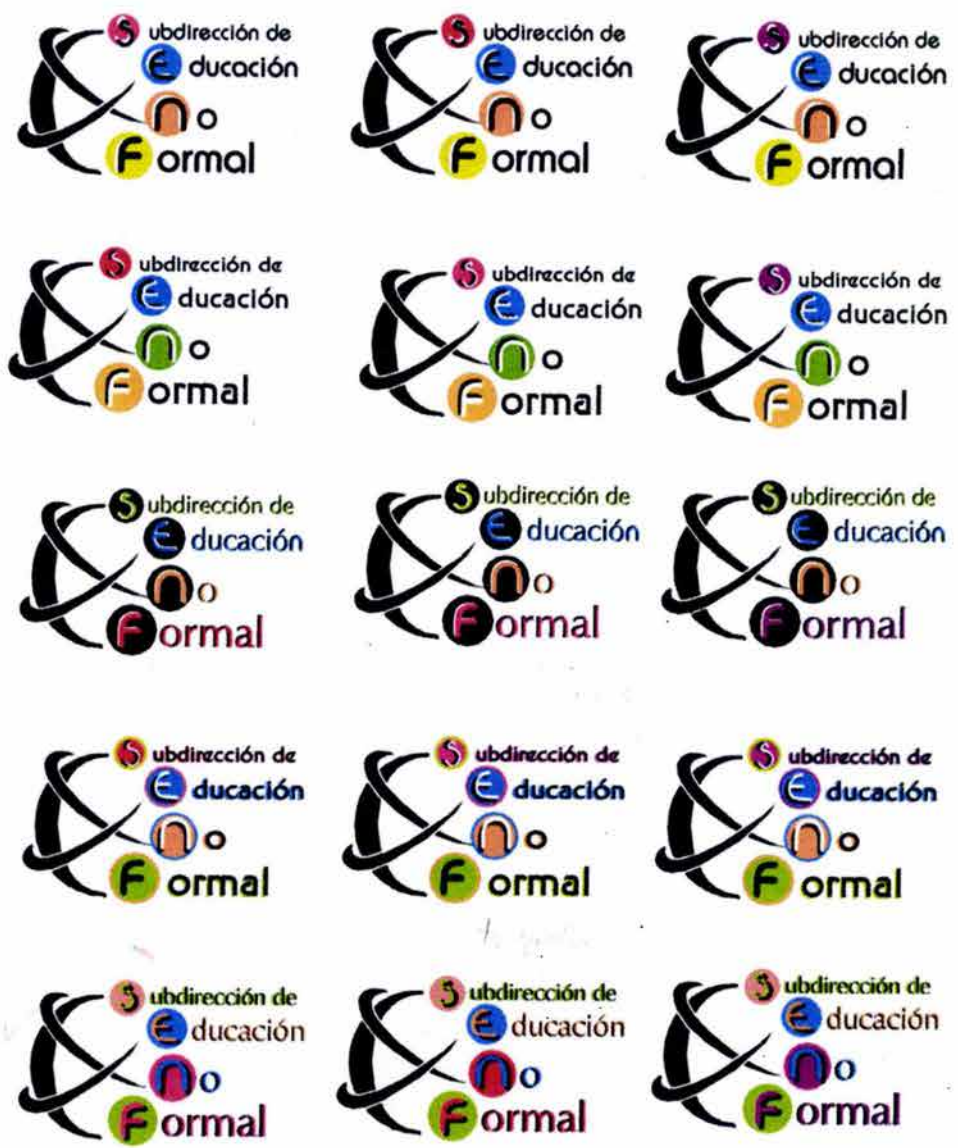 Subdirección de
Educación
no
Formal
Subdirección de
Educación
no
Formal
Subdirección de
Educación
no
Formal
Subdirección de
Educación
no
Formal
Subdirección de
Educación
no
Formal
Subdirección de
Educación
no
Formal
Subdirección de
Educación
no
Formal
Subdirección de
Educación
no
Formal
Subdirección de
Educación
no
Formal
Subdirección de
Educación
no
Formal
Subdirección de
Educación
no
Formal
Subdirección de
Educación
no
Formal
Subdirección de
Educación
no
Formal
Subdirección de
Educación
no
Formal
Subdirección de
Educación
no
Formal